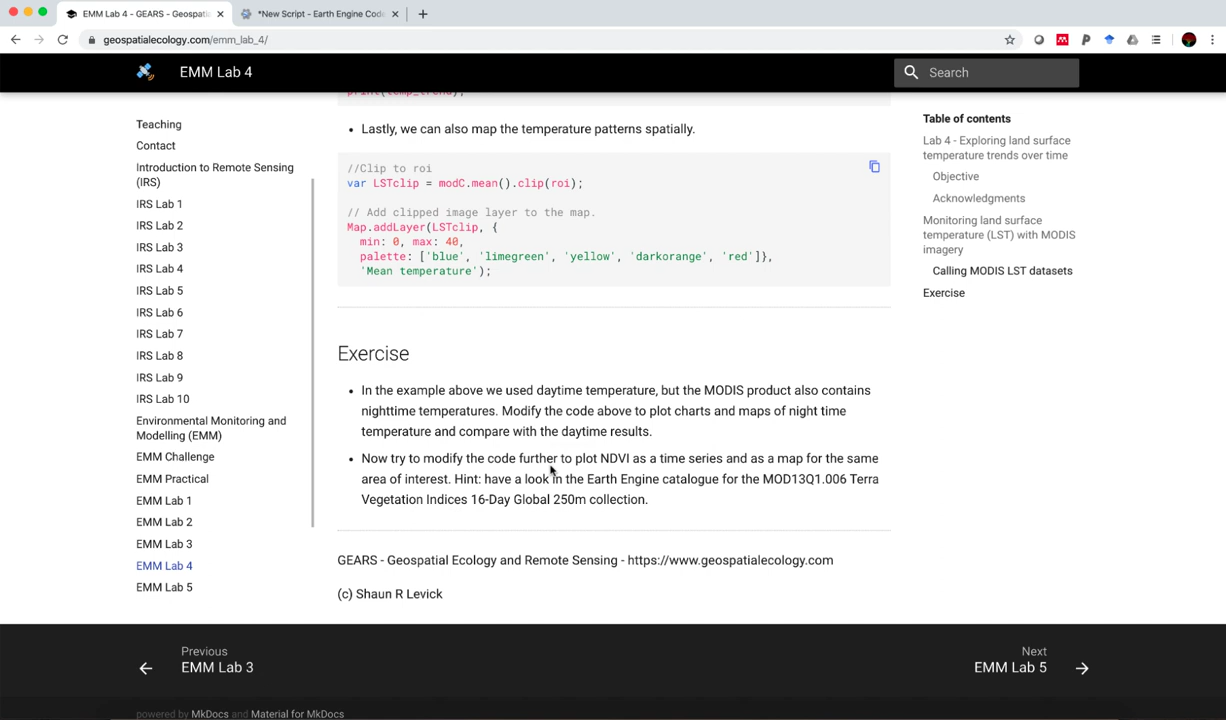 EMM Lab 4 - GEARS - Geospatia
*New Script - Earth Engine Code
geospatialecology.com/emm_lab_4/
EMM Lab 4
Search
print(temp_trend);
Teaching
Contact
Introduction to Remote Sensing
(IRS)
IRS Lab 1
IRS Lab 2
IRS Lab 3
IRS Lab 4
IRS Lab 5
IRS Lab 6
IRS Lab 7
IRS Lab 8
IRS Lab 9
IRS Lab 10
Environmental Monitoring and
Modelling (EMM)
EMM Challenge
EMM Practical
EMM Lab 1
EMM Lab 2
EMM Lab 3
EMM Lab 4
EMM Lab 5
• Lastly, we can also map the temperature patterns spatially.
//Clip to roi
var LSTclip = modC.mean().clip(roi);
// Add clipped image layer to the map.
Map.addLayer(LSTclip, {
min: 0, max: 40,
palette: ['blue', 'limegreen', 'yellow', 'darkorange', 'red']},
'Mean temperature');
Exercise
• In the example above we used daytime temperature, but the MODIS product also contains
nighttime temperatures. Modify the code above to plot charts and maps of night time
temperature and compare with the daytime results.
• Now try to modify the code further to plot NDVI as a time series and as a map for the same
area of interest. Hint: have a look in the Earth Engine catalogue for the MOD13Q1.006 Terra
Vegetation Indices 16-Day Global 250m collection.
GEARS - Geospatial Ecology and Remote Sensing - https://www.geospatialecology.com
(c) Shaun R Levick
Table of contents
Lab 4 - Exploring land surface
temperature trends over time
Objective
Acknowledgments
Monitoring land surface
temperature (LST) with MODIS
imagery
Calling MODIS LST datasets
Exercise
Previous
EMM Lab 3
Next
EMM Lab 5
powered by MkDocs and Material for MkDocs